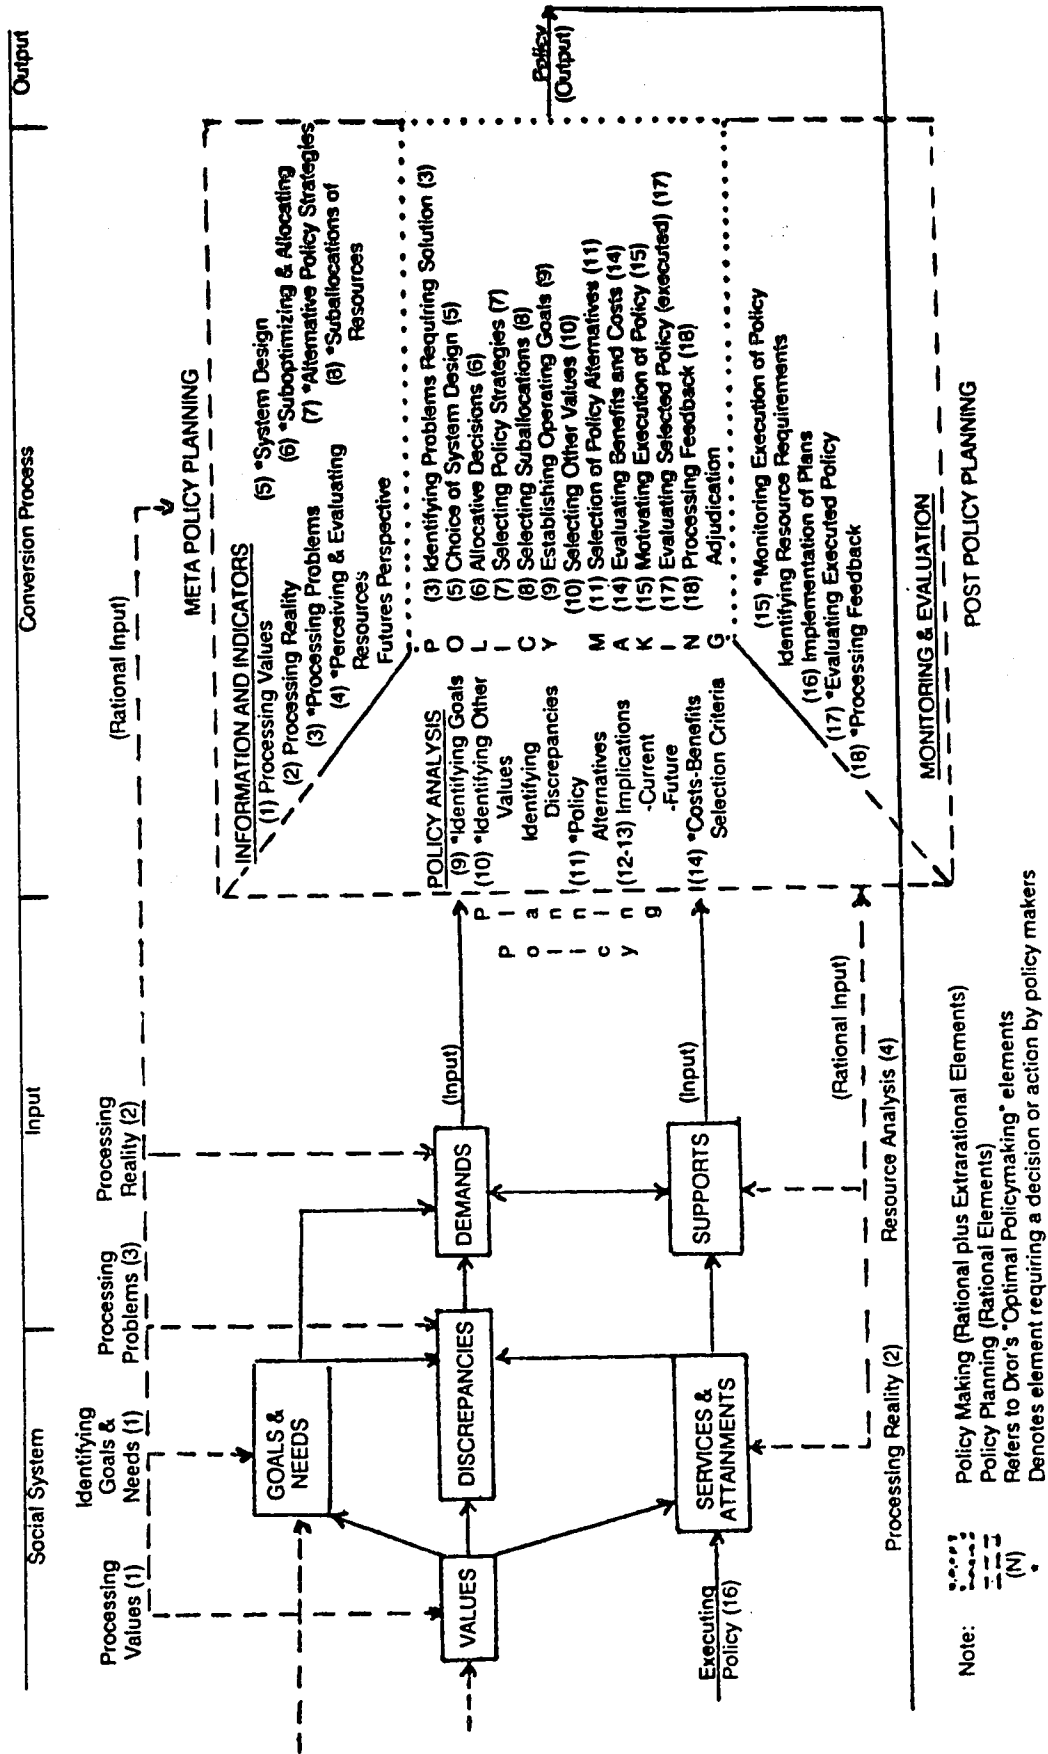 Social System
Input
Conversion Process
Output
Processing
Values (1)
Identifying
Goals &
Needs (1)
Processing
Problems (3)
Processing
Reality (2)
(Rational Input)
GOALS &
NEEDS
VALUES
DISCREPANCIES
DEMANDS
(Input)
SERVICES &
ATTAINMENTS
SUPPORTS
(Input)
Executing
Policy (16)
(Rational Input)
Processing Reality (2)
Resource Analysis (4)
Policy
Planning
META POLICY PLANNING
INFORMATION AND INDICATORS
(1) Processing Values
(2) Processing Reality
(3) *Processing Problems
(4) *Perceiving & Evaluating
Resources
Futures Perspective
(5) *System Design
(6) *Suboptimizing & Allocating
(7) *Alternative Policy Strategies
(8) *Suballocations of
Resources
POLICY ANALYSIS
(9) *Identifying Goals
(10) *Identifying Other
Values
Identifying
Discrepancies
(11) *Policy
Alternatives
(12-13) Implications
-Current
-Future
(14) *Costs-Benefits
Selection Criteria
POLICY MAKING
(3) Identifying Problems Requiring Solution (3)
(5) Choice of System Design (5)
(6) Allocative Decisions (6)
(7) Selecting Policy Strategies (7)
(8) Selecting Suballocations (8)
(9) Establishing Operating Goals (9)
(10) Selecting Other Values (10)
(11) Selection of Policy Alternatives (11)
(14) Evaluating Benefits and Costs (14)
(15) Motivating Execution of Policy (15)
(17) Evaluating Selected Policy (executed) (17)
(18) Processing Feedback (18)
Adjudication
(15) *Monitoring Execution of Policy
Identifying Resource Requirements
(16) Implementation of Plans
(17) *Evaluating Executed Policy
(18) *Processing Feedback
MONITORING & EVALUATION
POST POLICY PLANNING
Policy
(Output)
Note:
Policy Making (Rational plus Extrarational Elements)
Policy Planning (Rational Elements)
(N) Refers to Dror's "Optimal Policymaking" elements
* Denotes element requiring a decision or action by policy makers